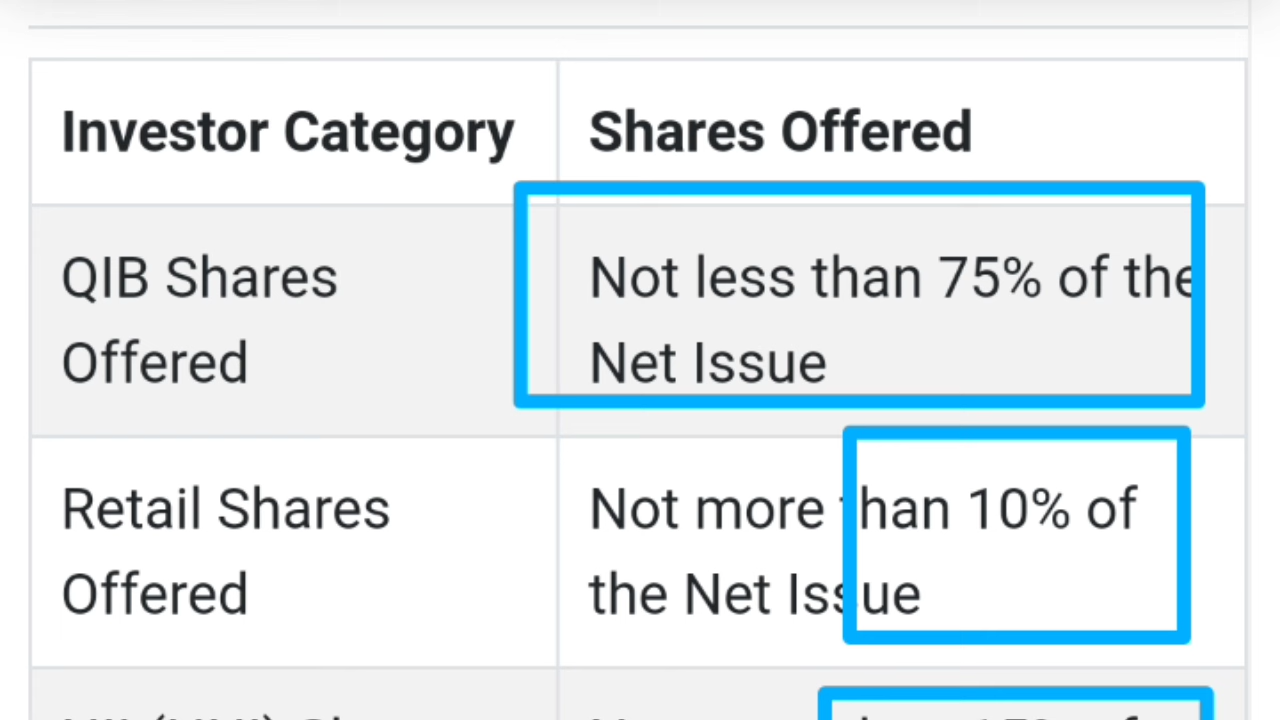 Investor Category
Shares Offered
QIB Shares
Offered
Not less than 75% of the
Net Issue
Retail Shares
Offered
Not more than 10% of
the Net Issue